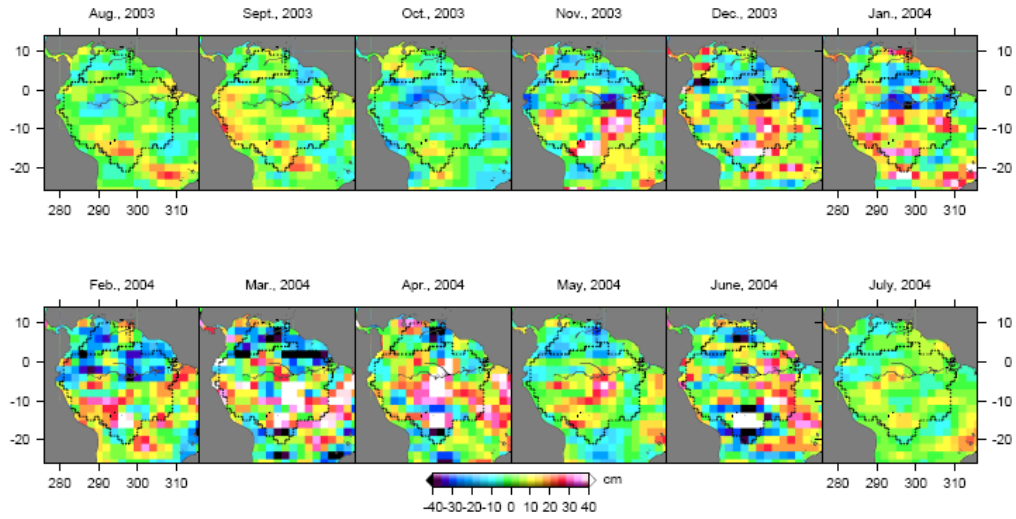 Aug., 2003 Sept., 2003 Oct., 2003 Nov., 2003 Dec., 2003 Jan., 2004
10 10
0 0
-10 -10
-20 -20
280 290 300 310 280 290 300 310
Feb., 2004 Mar., 2004 Apr., 2004 May, 2004 June, 2004 July, 2004
10 10
0 0
-10 -10
-20 -20
280 290 300 310 280 290 300 310
cm
-40 -30 -20 -10 0 10 20 30 40